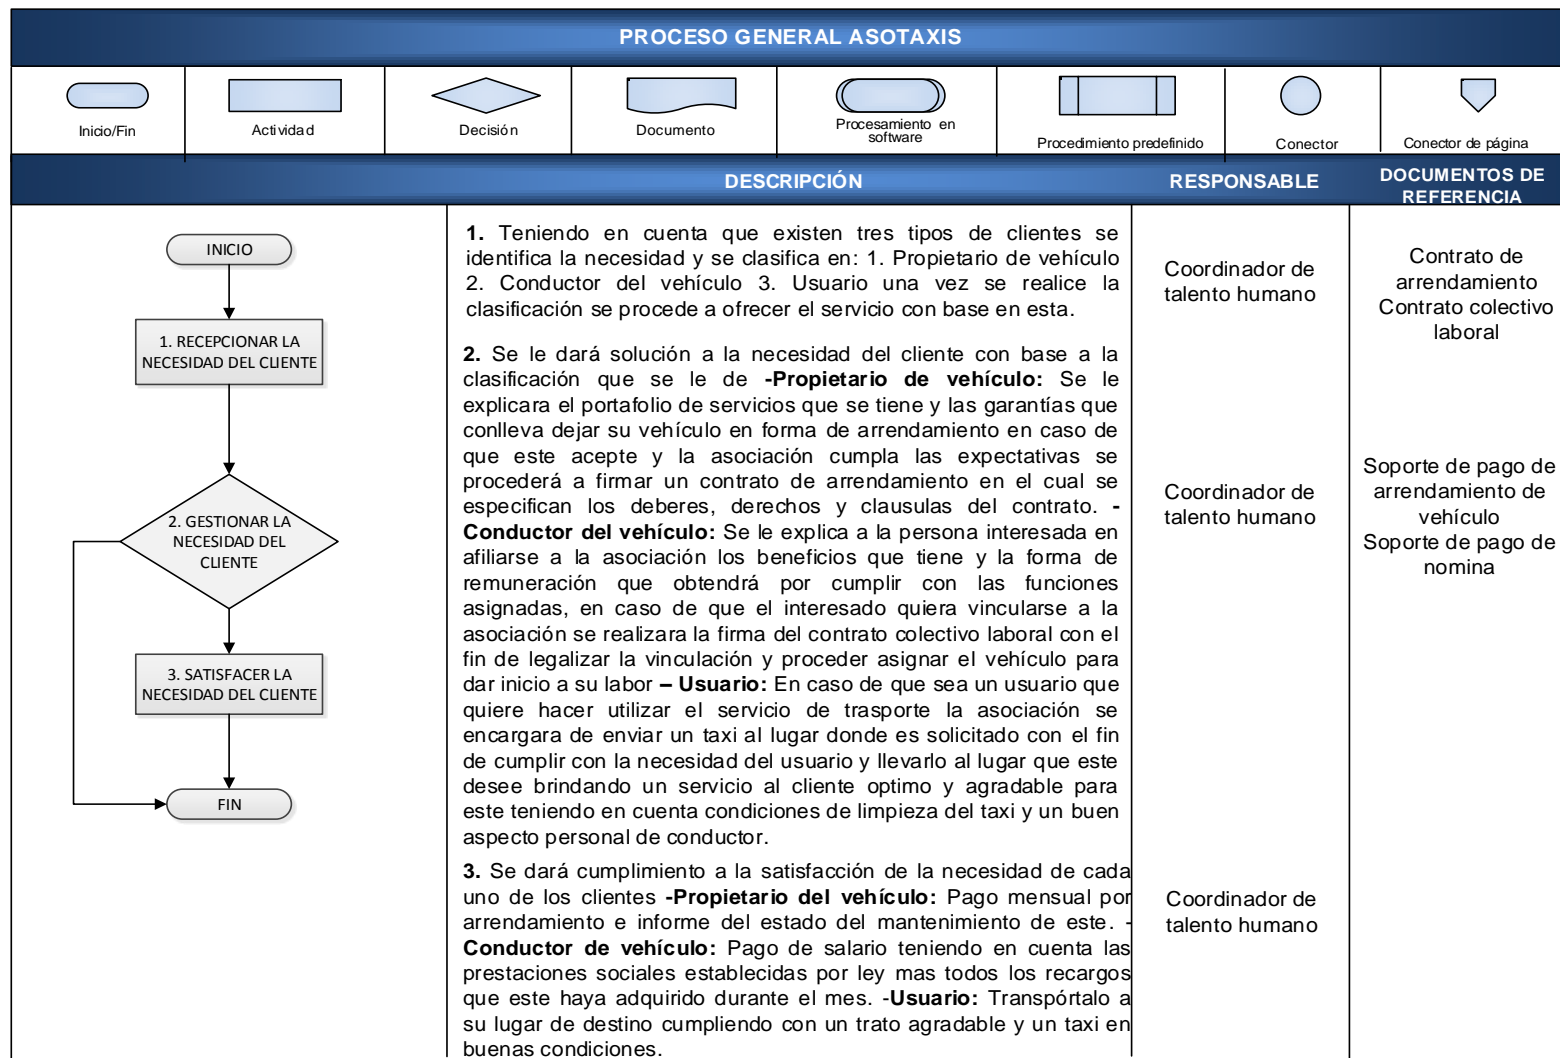 PROCESO GENERAL ASOTAXIS
Inicio/Fin
Actividad
Decisión
Documento
Procesamiento en
software
Procedimiento predefinido
Conector
Conector de página
DESCRIPCIÓN
RESPONSABLE
DOCUMENTOS DE
REFERENCIA
INICIO
1. RECEPCIONAR LA
NECESIDAD DEL CLIENTE
2. GESTIONAR LA
NECESIDAD DEL
CLIENTE
3. SATISFACER LA
NECESIDAD DEL CLIENTE
FIN
1. Teniendo en cuenta que existen tres tipos de clientes se
identifica la necesidad y se clasifica en: 1. Propietario de vehículo
2. Conductor del vehículo 3. Usuario una vez se realice la
clasificación se procede a ofrecer el servicio con base en esta.
2. Se le dará solución a la necesidad del cliente con base a la
clasificación que se le de -Propietario de vehículo: Se le
explicara el portafolio de servicios que se tiene y las garantías que
conlleva dejar su vehículo en forma de arrendamiento en caso de
que este acepte y la asociación cumpla las expectativas se
procederá a firmar un contrato de arrendamiento en el cual se
especifican los deberes, derechos y clausulas del contrato. -
Conductor del vehículo: Se le explica a la persona interesada en
afiliarse a la asociación los beneficios que tiene y la forma de
remuneración que obtendrá por cumplir con las funciones
asignadas, en caso de que el interesado quiera vincularse a la
asociación se realizara la firma del contrato colectivo laboral con el
fin de legalizar la vinculación y proceder asignar el vehículo para
dar inicio a su labor – Usuario: En caso de que sea un usuario que
quiere hacer utilizar el servicio de trasporte la asociación se
encargara de enviar un taxi al lugar donde es solicitado con el fin
de cumplir con la necesidad del usuario y llevarlo al lugar que este
desee brindando un servicio al cliente optimo y agradable para
este teniendo en cuenta condiciones de limpieza del taxi y un buen
aspecto personal de conductor.
3. Se dará cumplimiento a la satisfacción de la necesidad de cada
uno de los clientes -Propietario del vehículo: Pago mensual por
arrendamiento e informe del estado del mantenimiento de este. -
Conductor de vehículo: Pago de salario teniendo en cuenta las
prestaciones sociales establecidas por ley mas todos los recargos
que este haya adquirido durante el mes. -Usuario: Transpórtalo a
su lugar de destino cumpliendo con un trato agradable y un taxi en
buenas condiciones.
Coordinador de
talento humano
Coordinador de
talento humano
Coordinador de
talento humano
Contrato de
arrendamiento
Contrato colectivo
laboral
Soporte de pago de
arrendamiento de
vehículo
Soporte de pago de
nomina